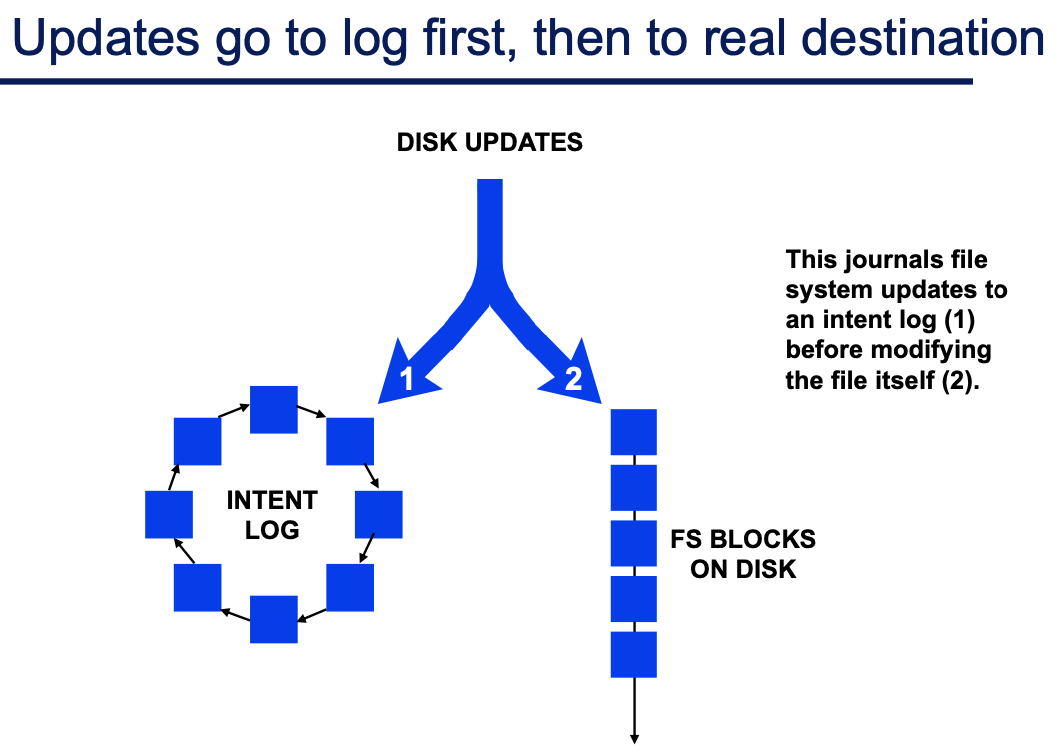 Updates go to log first, then to real destination
DISK UPDATES
This journals file
system updates to
an intent log (1)
before modifying
the file itself (2).
1
2
INTENT
LOG
FS BLOCKS
ON DISK